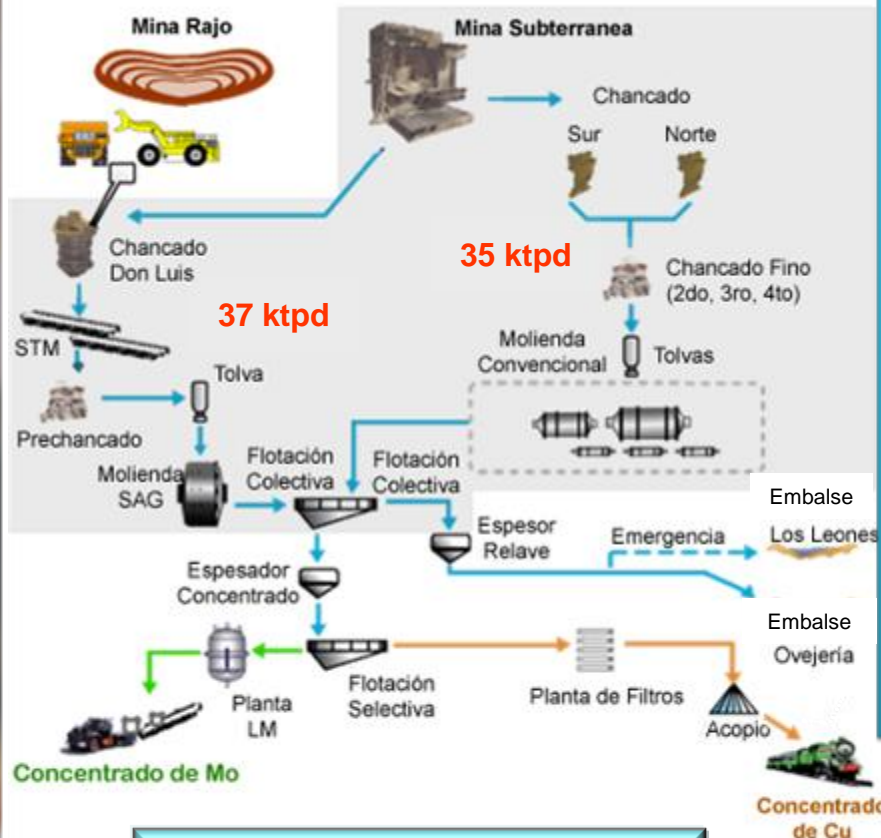 Mina Rajo
Mina Subterranea
Chancado
Sur
Norte
Chancado
Don Luis
35 ktpd
Chancado Fino
(2do, 3ro, 4to)
37 ktpd
STM
Molienda
Convencional
Tolvas
Tolva
Prechancado
Molienda
SAG
Flotación
Colectiva
Flotación
Colectiva
Espesor
Relave
Emergencia
Embalse
Los Leones
Espesador
Concentrado
Embalse
Ovejería
Planta
LM
Flotación
Selectiva
Planta de Filtros
Acopio
Concentrado de Mo
Concentrado
de Cu